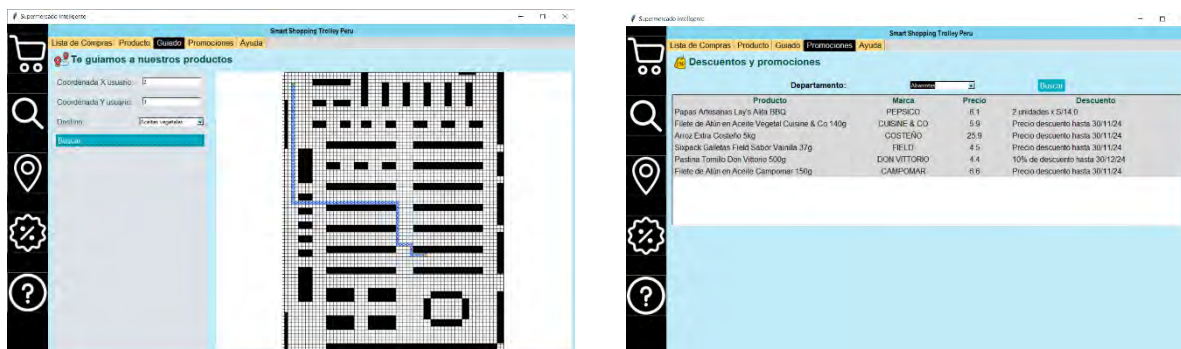 Supermercado Inteligente
Smart Shopping Trolley Peru
Lista de Compras Producto Guiado Promociones Ayuda
Te guiamos a nuestros productos
Coordenada X usuario: 2
Coordenada Y usuario:
Destino: Aceites vegetales
Buscar
Supermercado Inteligente
Smart Shopping Trolley Peru
Lista de Compras Producto Guiado Promociones Ayuda
Descuentos y promociones
Departamento: Abarrotes Buscar
Producto Marca Precio Descuento
Papas Artesanas Lay's Alita BBQ PEPSICO 6.1 2 unidades x S/14.0
Filete de Atún en Aceite Vegetal Cuisine & Co 140g CUISINE & CO 5.9 Precio descuento hasta 30/11/24
Arroz Extra Costeño 5kg COSTEÑO 25.9 Precio descuento hasta 30/11/24
Sixpack Galletas Field Sabor Vainilla 37g FIELD 4.5 Precio descuento hasta 30/11/24
Pastina Tornillo Don Vittorio 500g DON VITTORIO 4.4 10% de descuento hasta 30/12/24
Filete de Atún en Aceite Campomar 150g CAMPOMAR 6.6 Precio descuento hasta 30/11/24